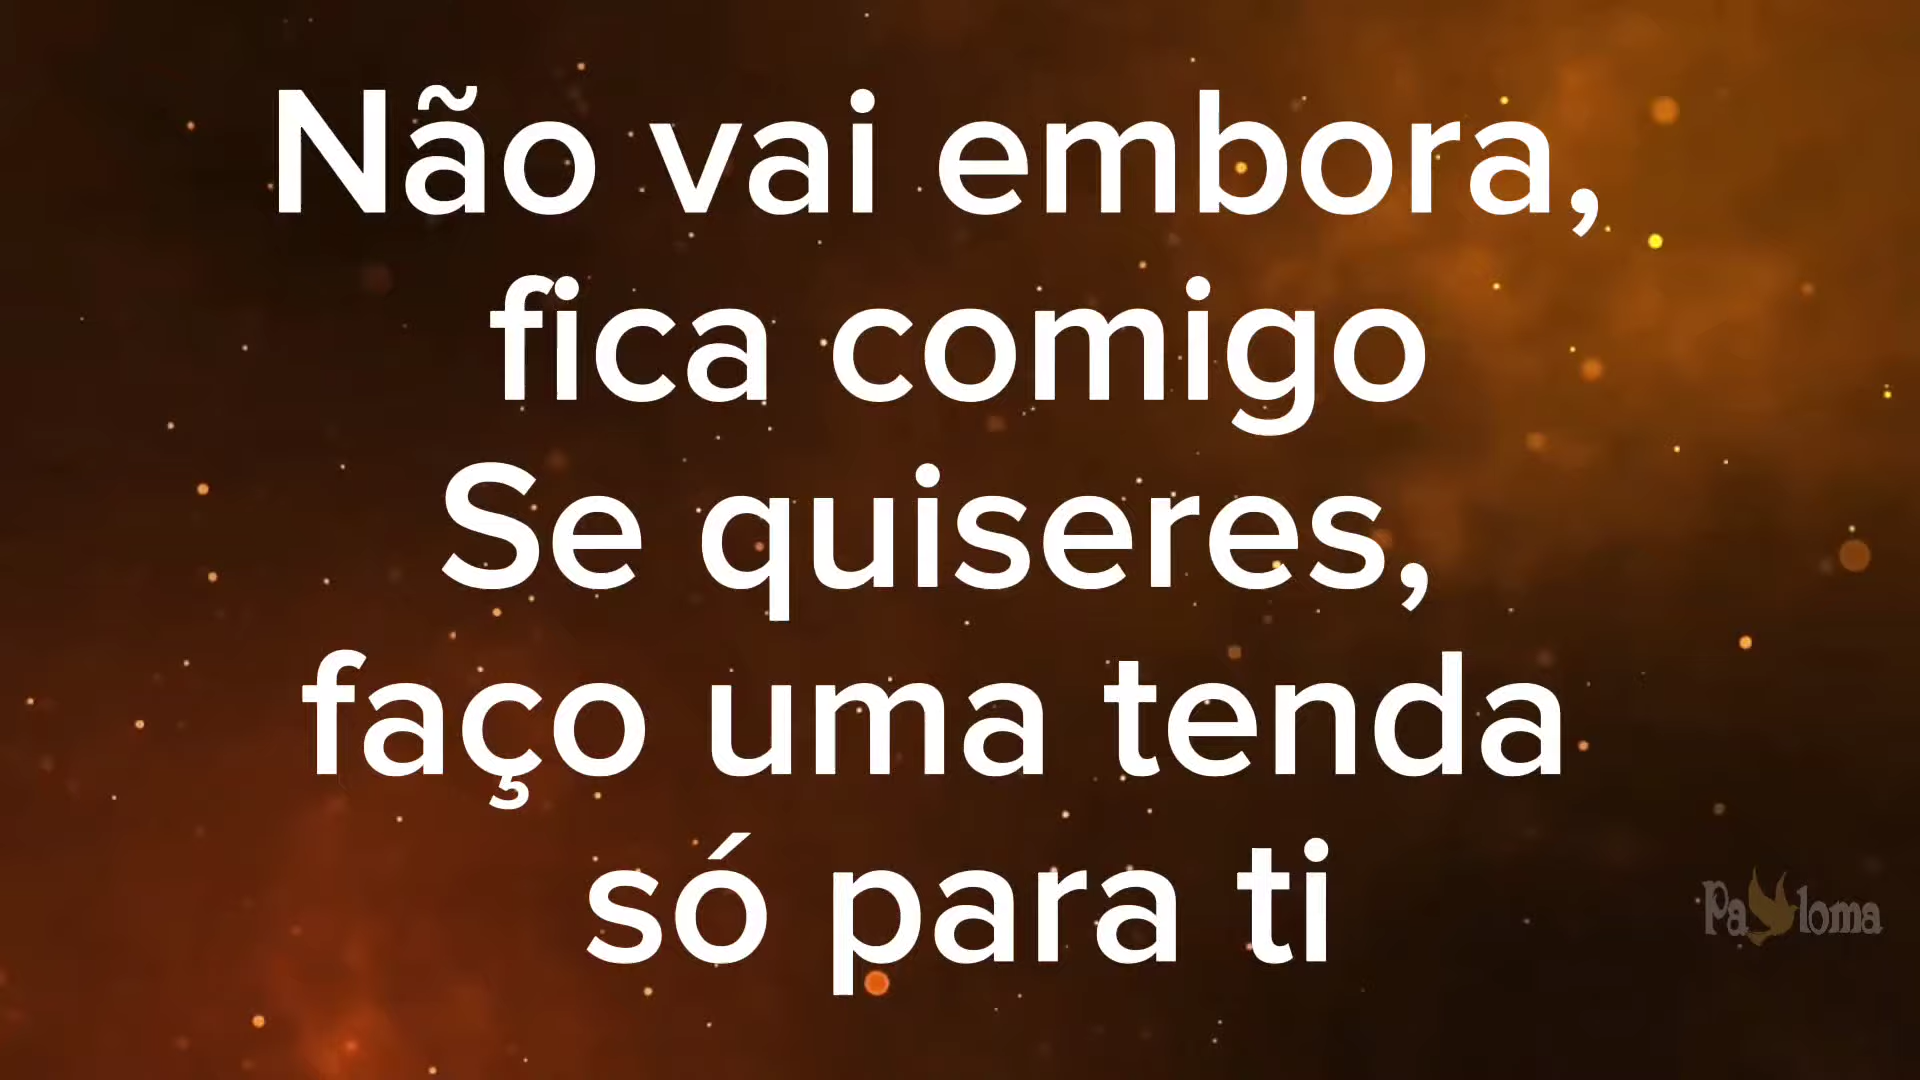 Não vai embora,
fica comigo
Se quiseres,
faço uma tenda
só para ti
Paloma